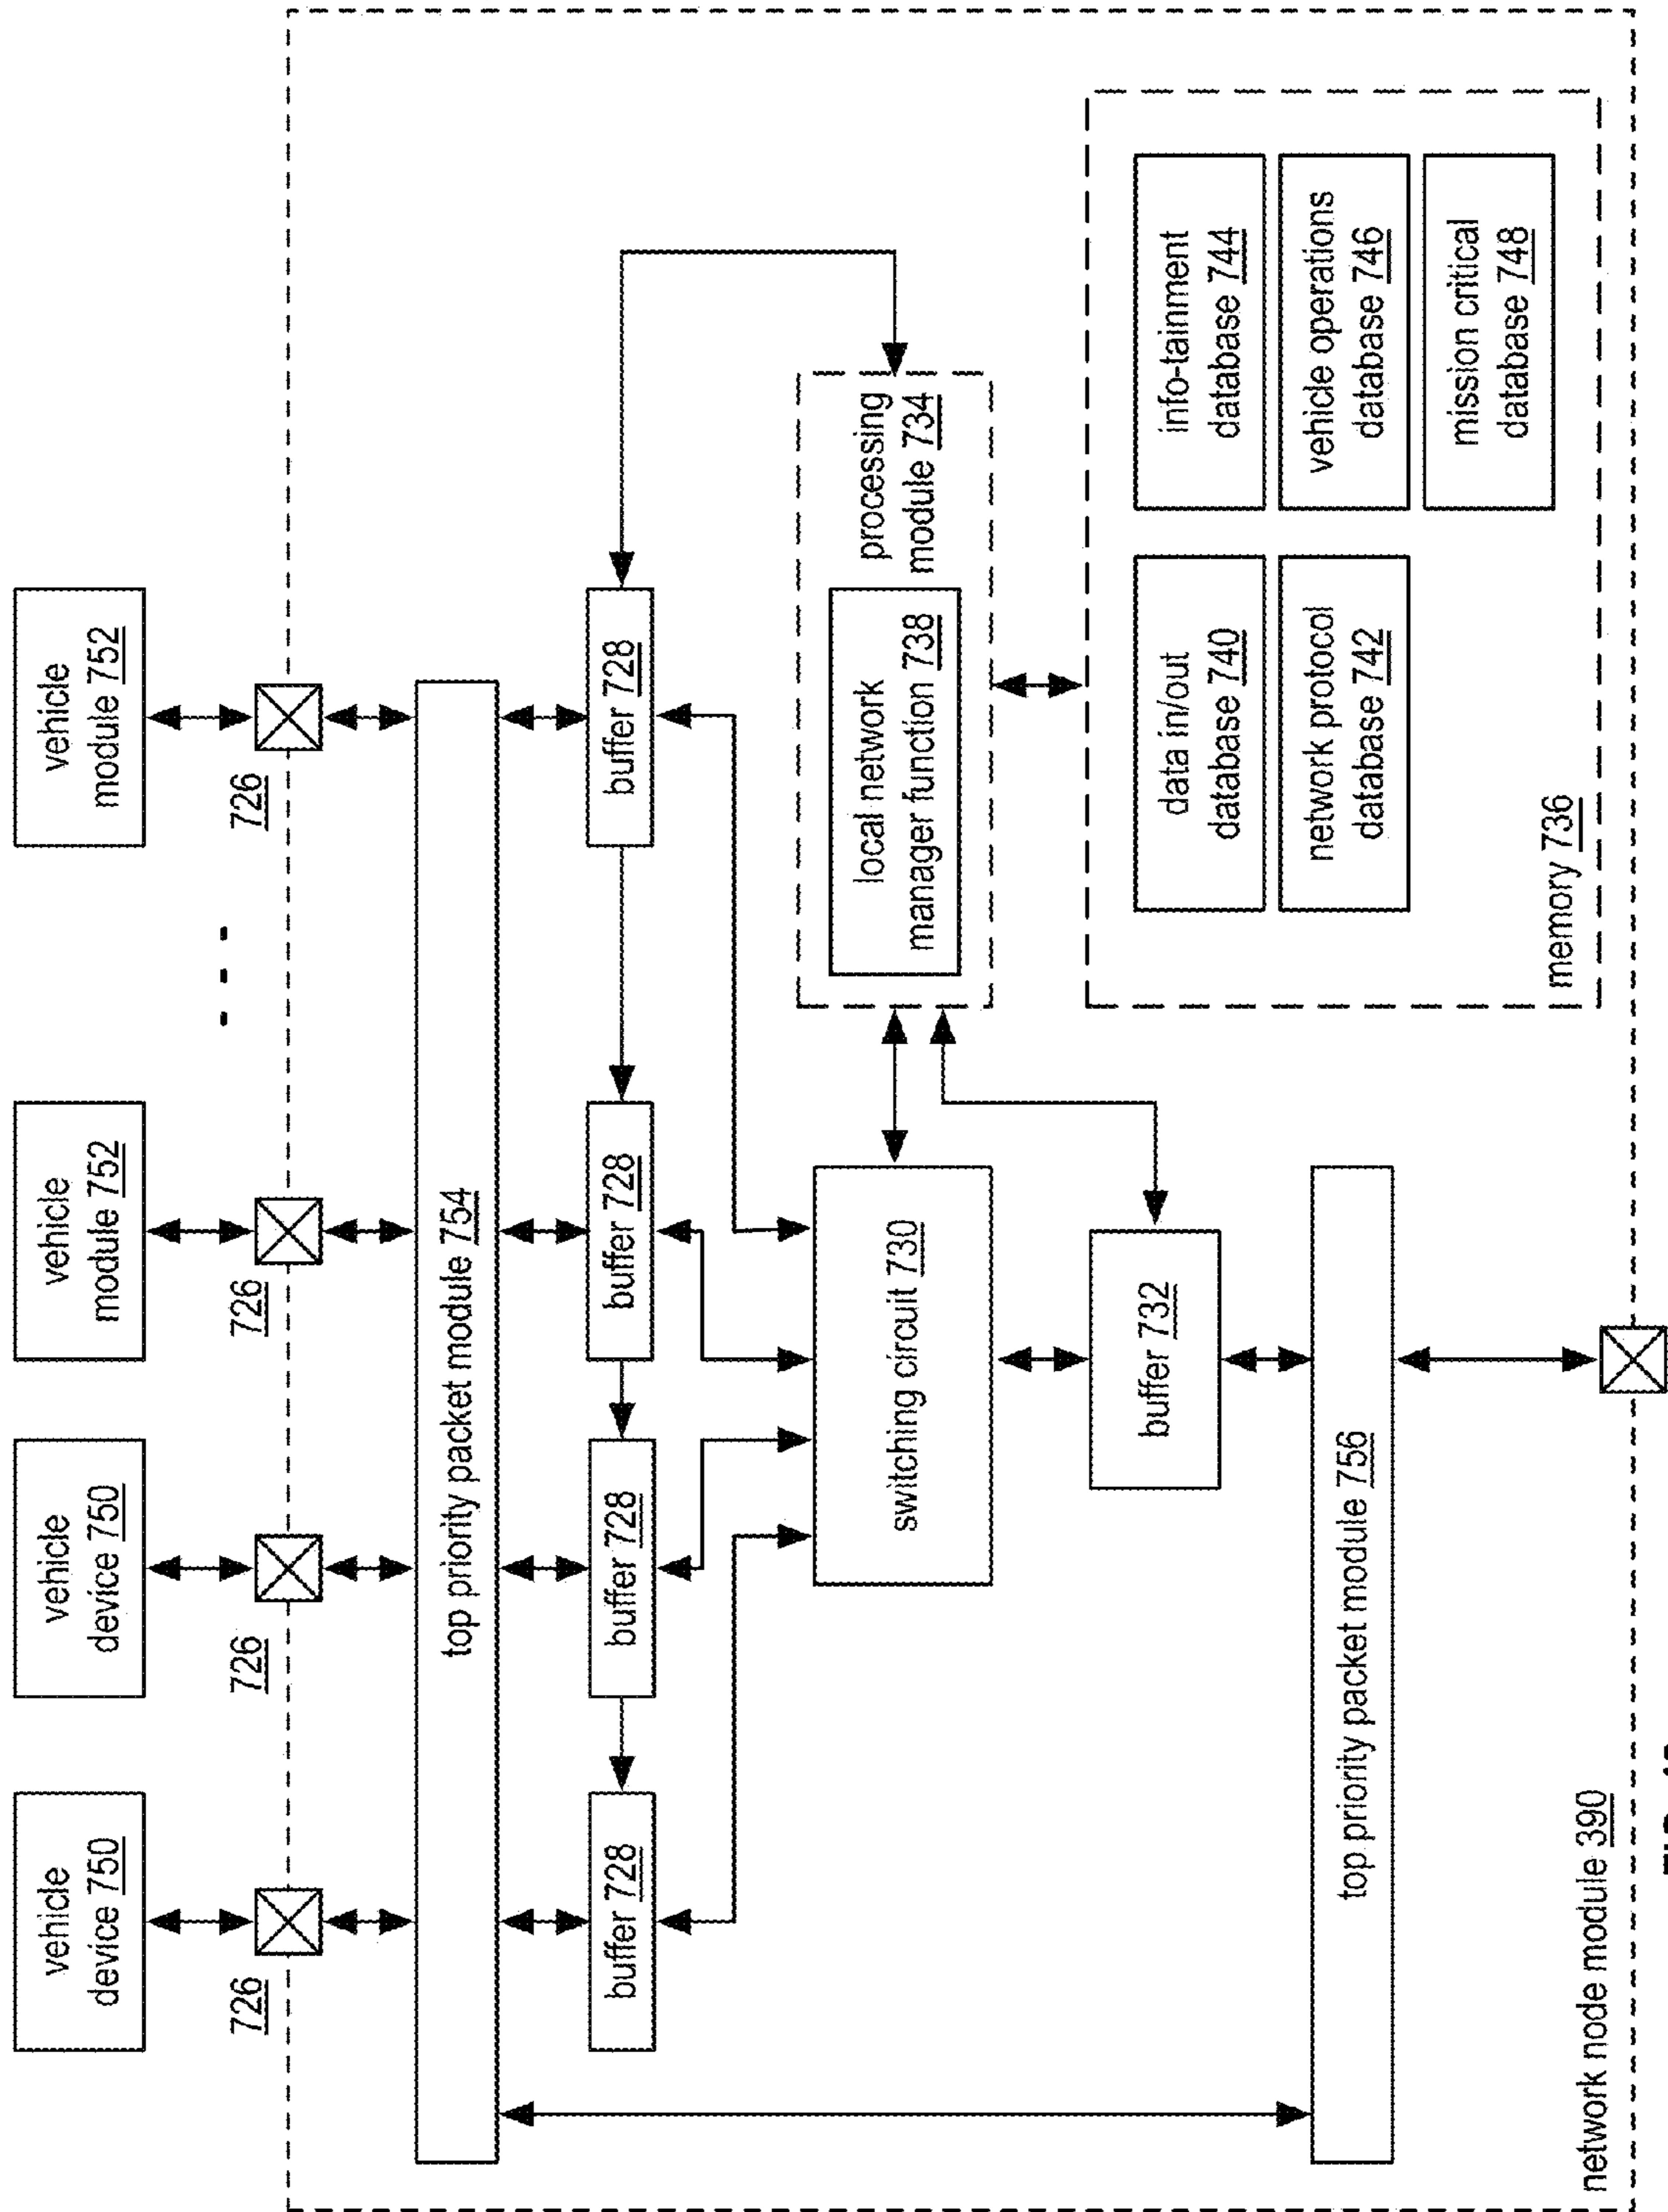 vehicle
device 750
vehicle
device 750
vehicle
module 752
vehicle
module 752
726
726
726
726
top priority packet module 754
buffer 728
buffer 728
buffer 728
buffer 728
switching circuit 730
local network
manager function 738
processing
module 734
buffer 732
data in/out
database 740
info-tainment
database 744
network protocol
database 742
vehicle operations
database 746
mission critical
database 748
memory 736
top priority packet module 756
network node module 390